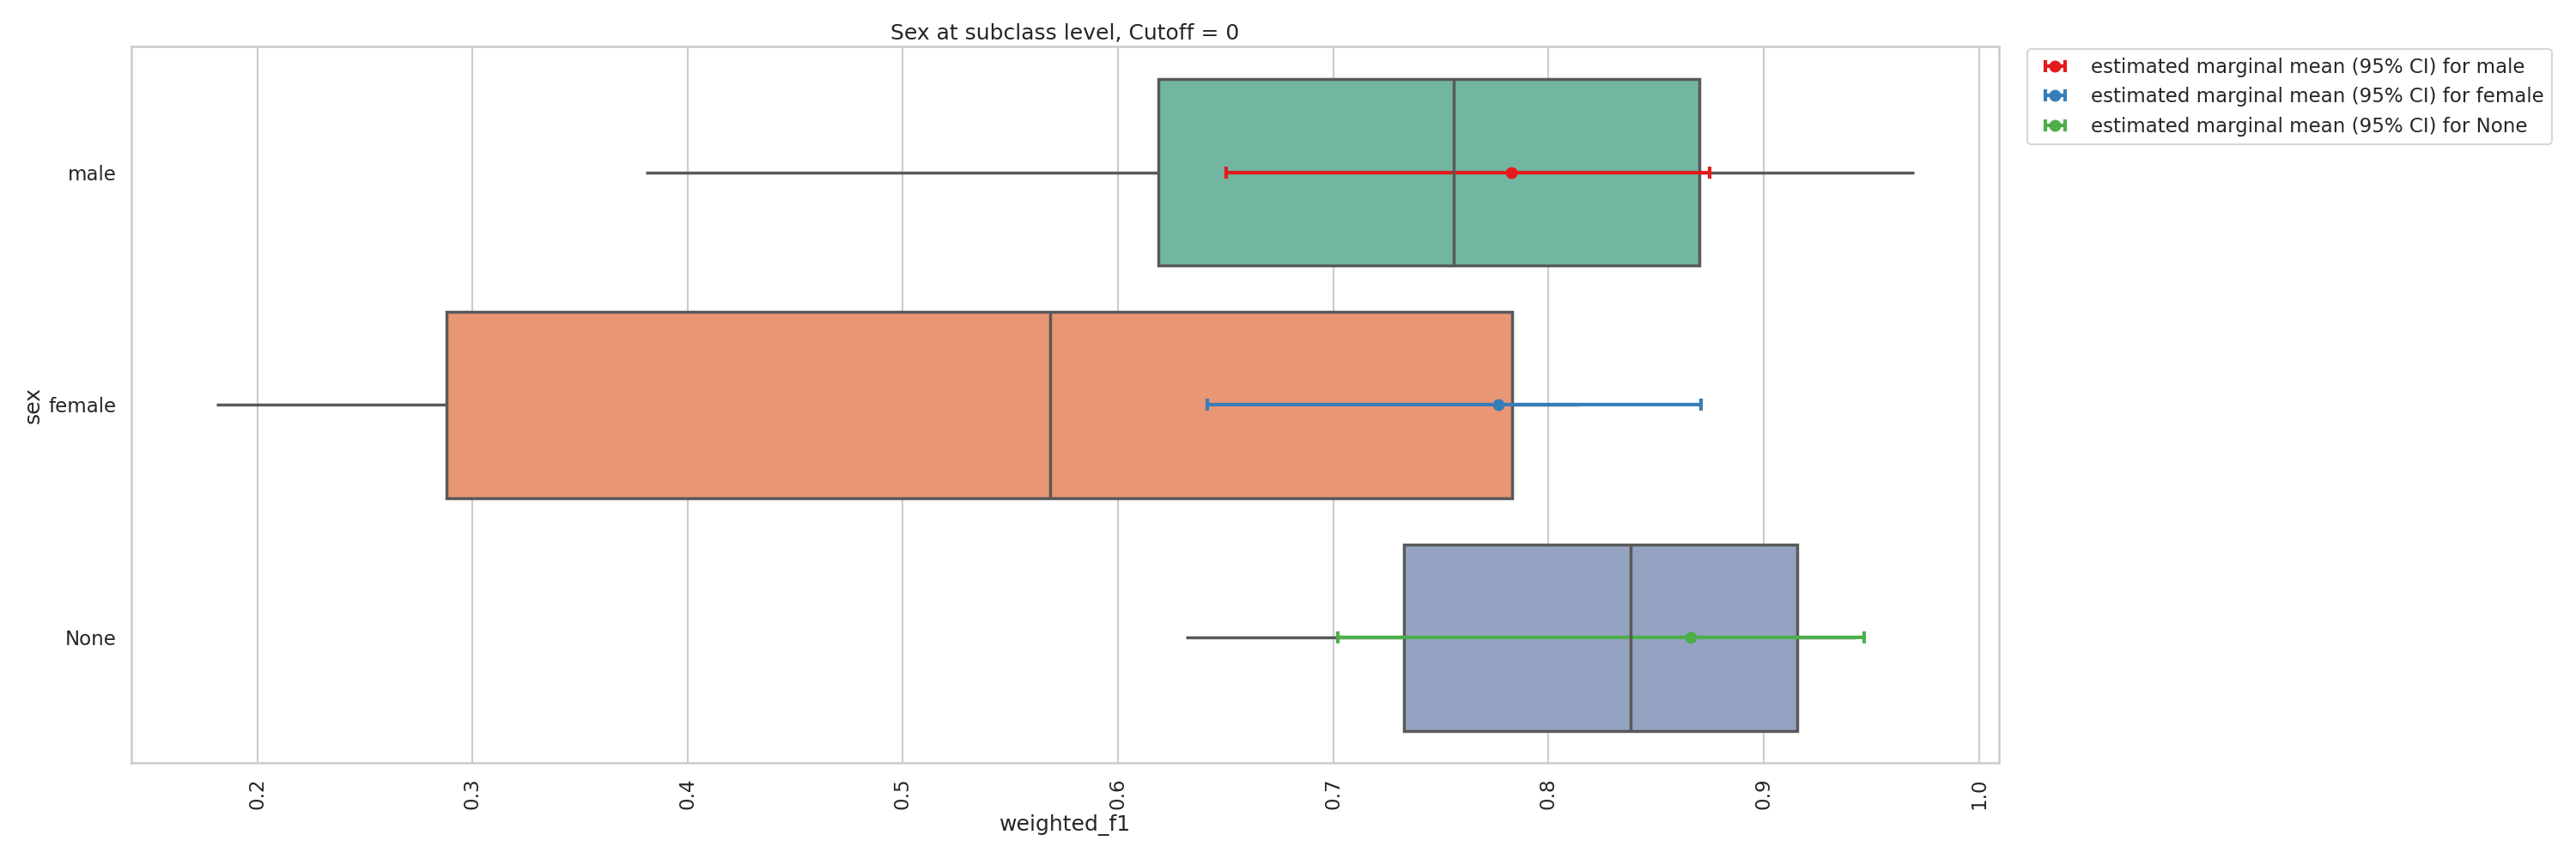 Sex at subclass level, Cutoff = 0
estimated marginal mean (95% CI) for male
estimated marginal mean (95% CI) for female
estimated marginal mean (95% CI) for None
sex
male
female
None
0.2
0.3
0.4
0.5
0.6
0.7
0.8
0.9
1.0
weighted_f1